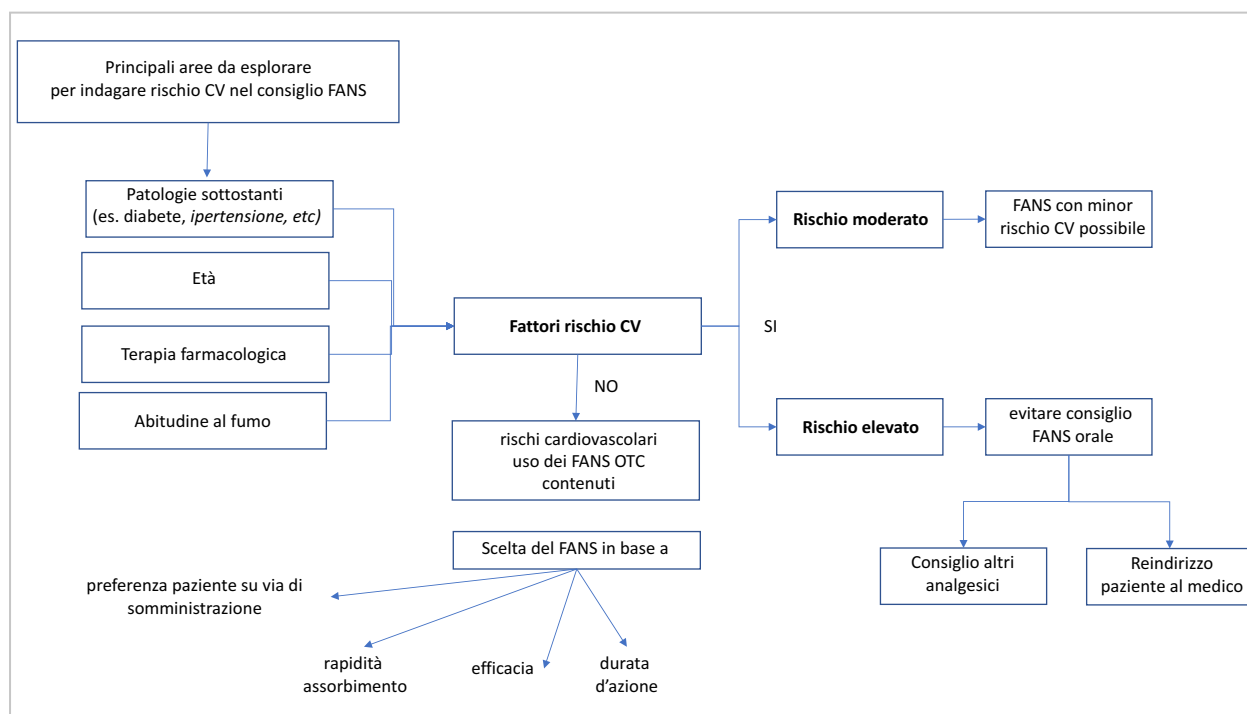 Principali aree da esplorare
per indagare rischio CV nel consiglio FANS
Patologie sottostanti
(es. diabete, ipertensione, etc)
Età
Terapia farmacologica
Abitudine al fumo
Fattori rischio CV
SI
NO
Rischio moderato
FANS con minor
rischio CV possibile
Rischio elevato
evitare consiglio
FANS orale
rischi cardiovascolari
uso dei FANS OTC
contenuti
Scelta del FANS in base a
Consiglio altri
analgesici
Reindirizzo
paziente al medico
preferenza paziente su via di
somministrazione
rapidità
assorbimento
efficacia
durata
d’azione